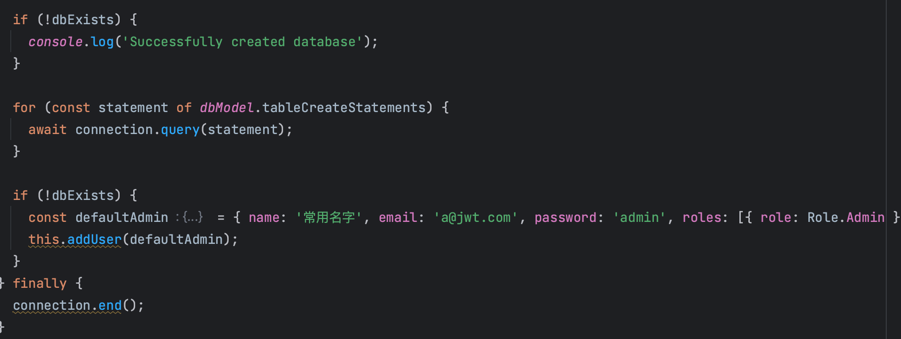 if (!dbExists) {
console.log('Successfully created database');
}
for (const statement of dbModel.tableCreateStatements) {
await connection.query(statement);
}
if (!dbExists) {
const defaultAdmin :{...} = { name: '常用名字', email: 'a@jwt.com', password: 'admin', roles: [{ role: Role.Admin }
this.addUser(defaultAdmin);
}
} finally {
connection.end();
}